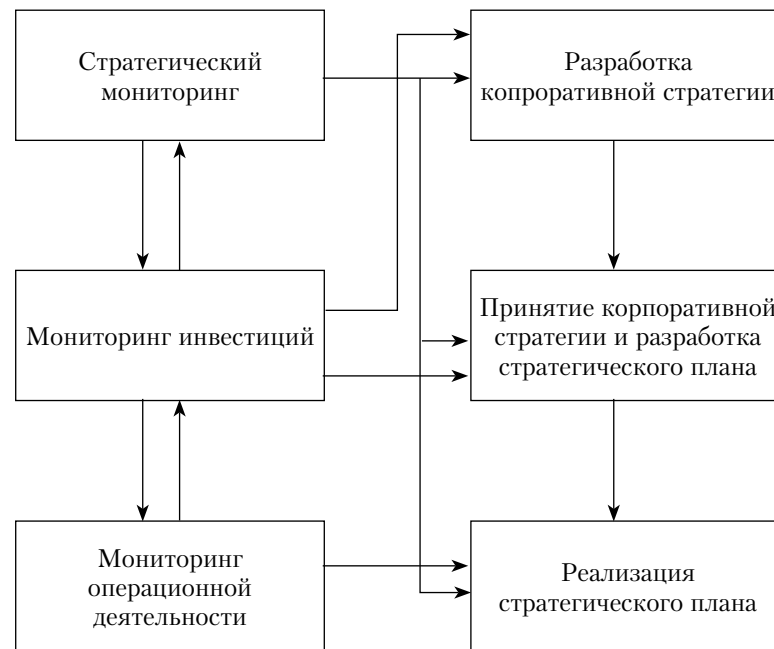 Стратегический
мониторинг
Разработка
копроративной стратегии
Мониторинг инвестиций
Принятие корпоративной
стратегии и разработка
стратегического плана
Мониторинг
операционной
деятельности
Реализация
стратегического плана